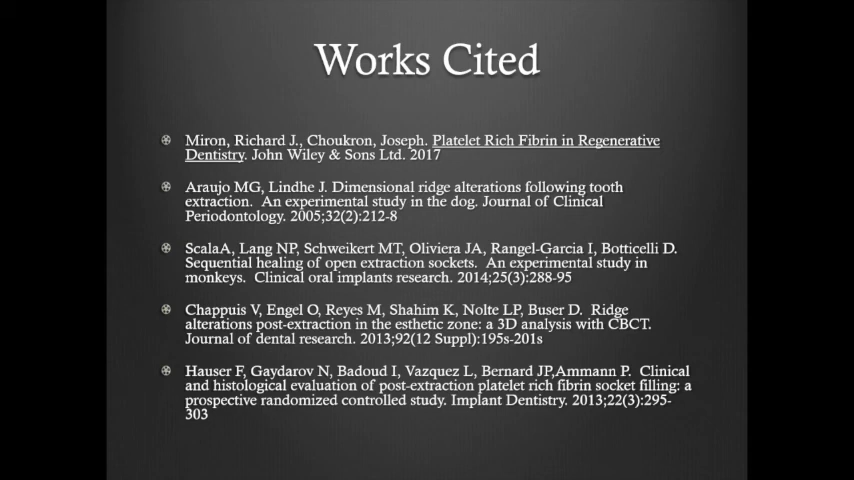 Works Cited
Miron, Richard J., Choukron, Joseph. Platelet Rich Fibrin in Regenerative
Dentistry. John Wiley & Sons Ltd. 2017
Araujo MG, Lindhe J. Dimensional ridge alterations following tooth
extraction.  An experimental study in the dog. Journal of Clinical
Periodontology. 2005;32(2):212-8
ScalaA, Lang NP, Schweikert MT, Oliviera JA, Rangel-Garcia I, Botticelli D.
Sequential healing of open extraction sockets.  An experimental study in
monkeys.  Clinical oral implants research. 2014;25(3):288-95
Chappuis V, Engel O, Reyes M, Shahim K, Nolte LP, Buser D.  Ridge
alterations post-extraction in the esthetic zone: a 3D analysis with CBCT.
Journal of dental research. 2013;92(12 Suppl):195s-201s
Hauser F, Gaydarov N, Badoud I, Vazquez L, Bernard JP,Ammann P.  Clinical
and histological evaluation of post-extraction platelet rich fibrin socket filling: a
prospective randomized controlled study. Implant Dentistry. 2013;22(3):295-
303